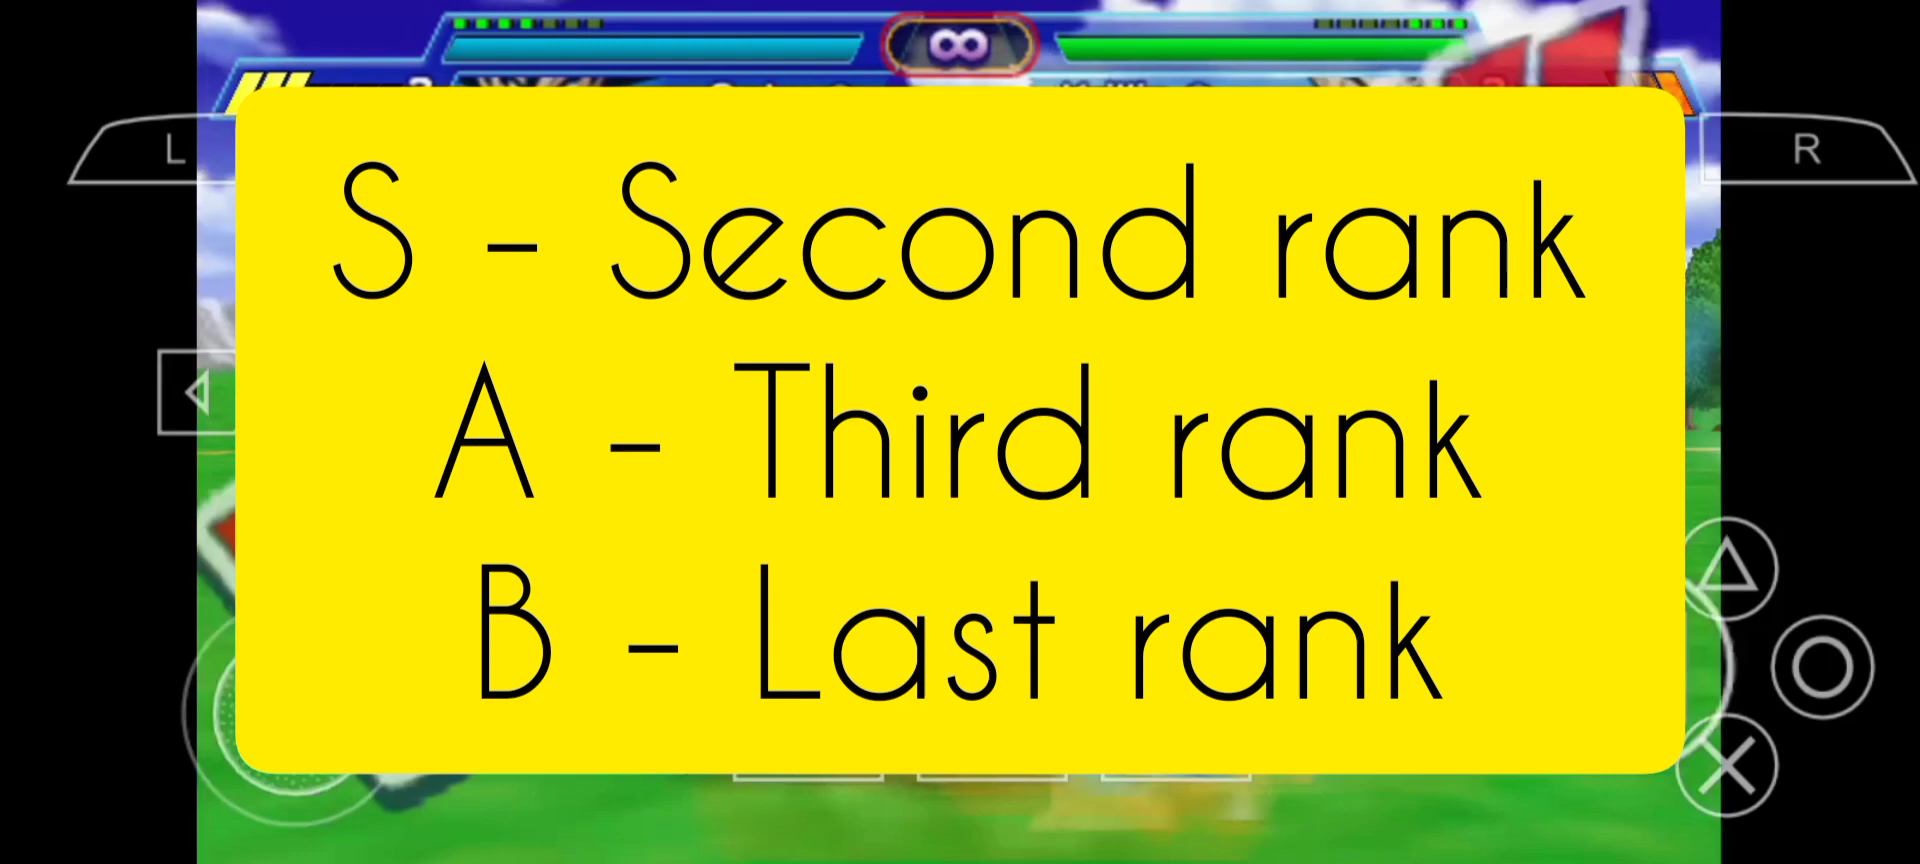 ∞
L
R
S - Second rank
A - Third rank
B - Last rank